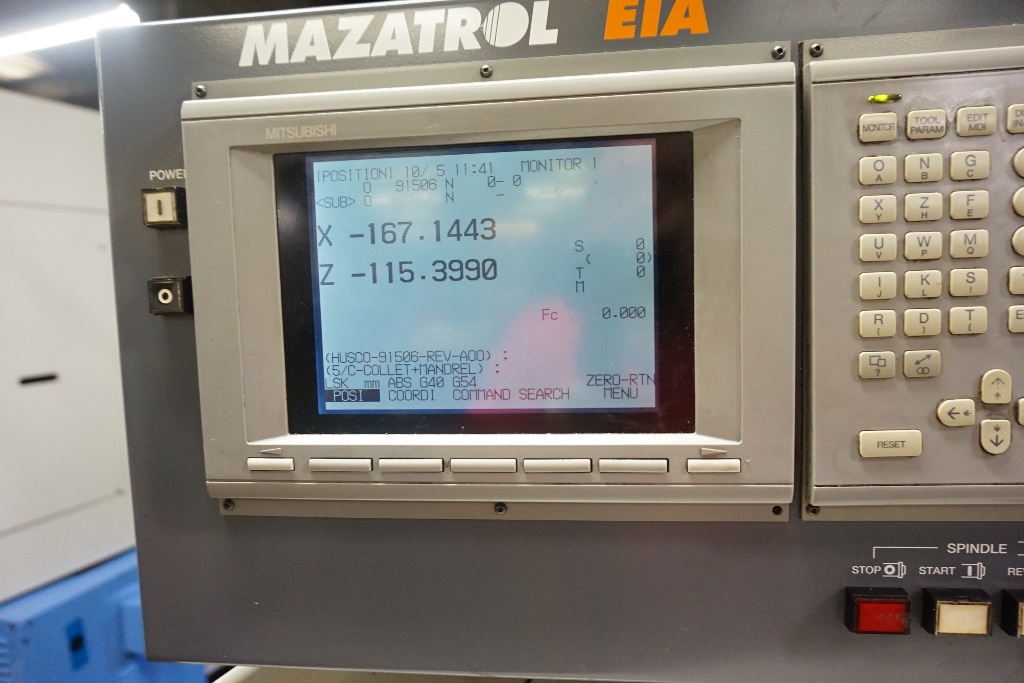 MAZATROL EIA
MITSUBISHI
POWER
[POSITION] 10/ 5 11:41 MONITOR 1
O 91506 N 0- 0
<SUB> O N -
X -167.1443
Z -115.3990
S 0
( 0)
T 0
M
Fc 0.000
(HUSCO-91506-REV-A00) ;
(5/C-COLLET+MANDREL) ;
LSK mm ABS G40 G54 ZERO-RTN
POSI COORDI COMMAND SEARCH MENU
MONITOR TOOL PARAM EDIT MDI
O A N B G C
X Y Z H F E
U V W P M Q
I J K L S !
R ( D ) T [
?
RESET
SPINDLE
STOP START